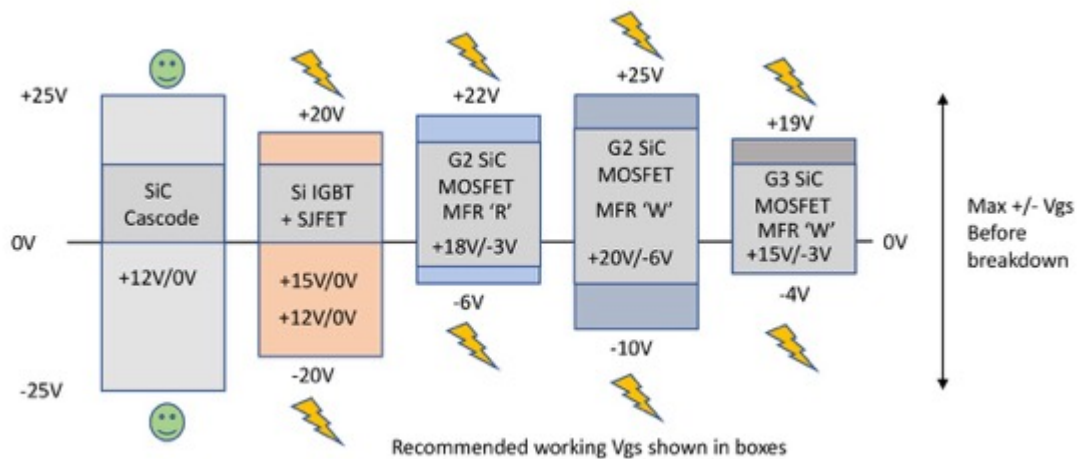 +25V
0V
-25V
SiC
Cascode
+12V/0V
+20V
Si IGBT
+ SJFET
+15V/0V
+12V/0V
-20V
+22V
G2 SiC
MOSFET
MFR ‘R’
+18V/-3V
-6V
+25V
G2 SiC
MOSFET
MFR ‘W’
+20V/-6V
-10V
+19V
G3 SiC
MOSFET
MFR ‘W’
+15V/-3V
-4V
0V
Max +/- Vgs
Before
breakdown
Recommended working Vgs shown in boxes